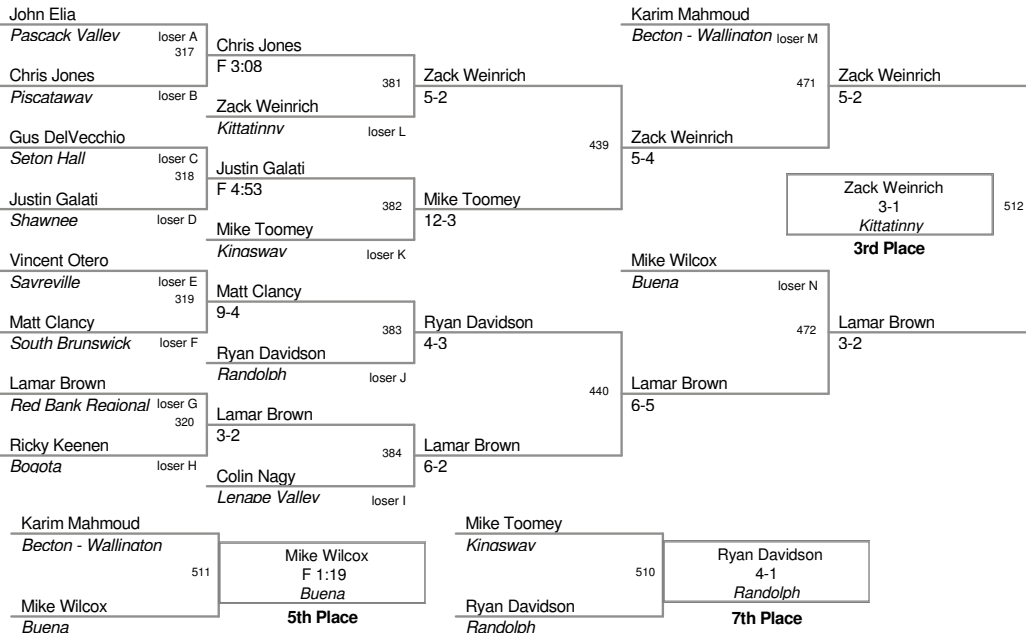 John Elia
Pascack Valley
loser A
317
Chris Jones
Piscataway
loser B
Gus DelVecchio
Seton Hall
loser C
318
Justin Galati
Shawnee
loser D
Vincent Otero
Sayreville
loser E
319
Matt Clancy
South Brunswick
loser F
Lamar Brown
Red Bank Regional
loser G
320
Ricky Keenen
Bogota
loser H
Chris Jones
F 3:08
381
Zack Weinrich
Kittatinny
loser L
Justin Galati
F 4:53
382
Mike Toomey
Kingsway
loser K
Matt Clancy
9-4
383
Ryan Davidson
Randolph
loser J
Lamar Brown
3-2
384
Colin Nagy
Lenape Valley
loser I
Zack Weinrich
5-2
439
Mike Toomey
12-3
Ryan Davidson
4-3
440
Lamar Brown
6-2
Karim Mahmoud
Becton - Wallington
loser M
471
Zack Weinrich
5-4
Mike Wilcox
Buena
loser N
472
Lamar Brown
6-5
Zack Weinrich
5-2
Zack Weinrich
3-1
Kittatinny
512
3rd Place
Lamar Brown
3-2
Karim Mahmoud
Becton - Wallington
511
Mike Wilcox
Buena
Mike Wilcox
F 1:19
Buena
5th Place
Mike Toomey
Kingsway
510
Ryan Davidson
Randolph
Ryan Davidson
4-1
Randolph
7th Place